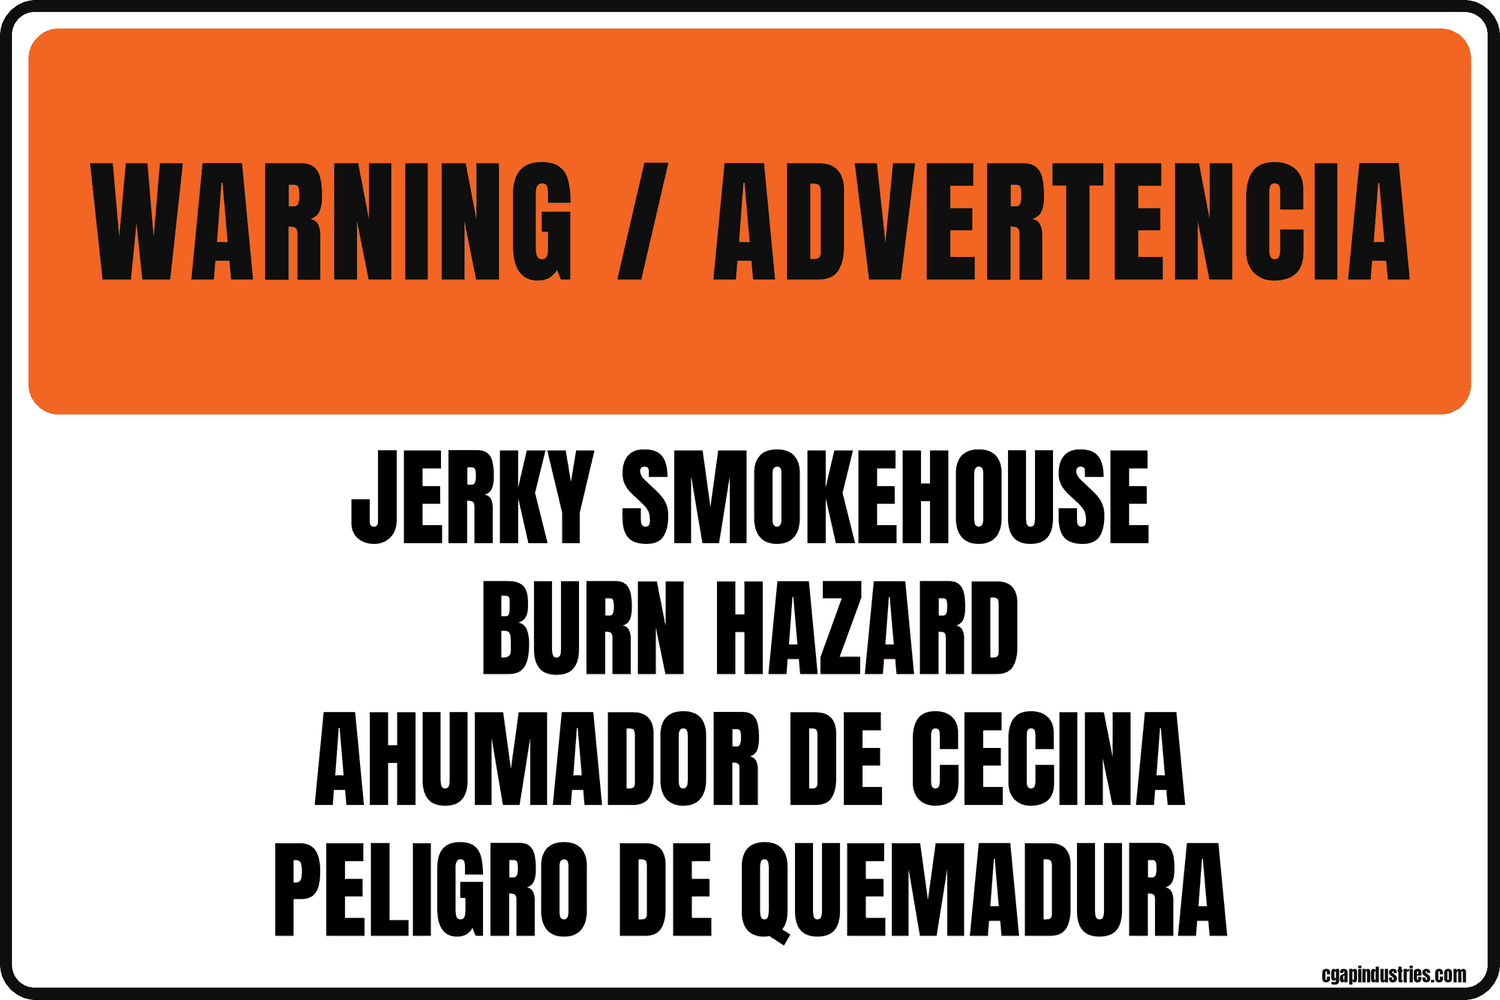 WARNING / ADVERTENCIA
JERKY SMOKEHOUSE
BURN HAZARD
AHUMADOR DE CECINA
PELIGRO DE QUEMADURA
cgapindustries.com